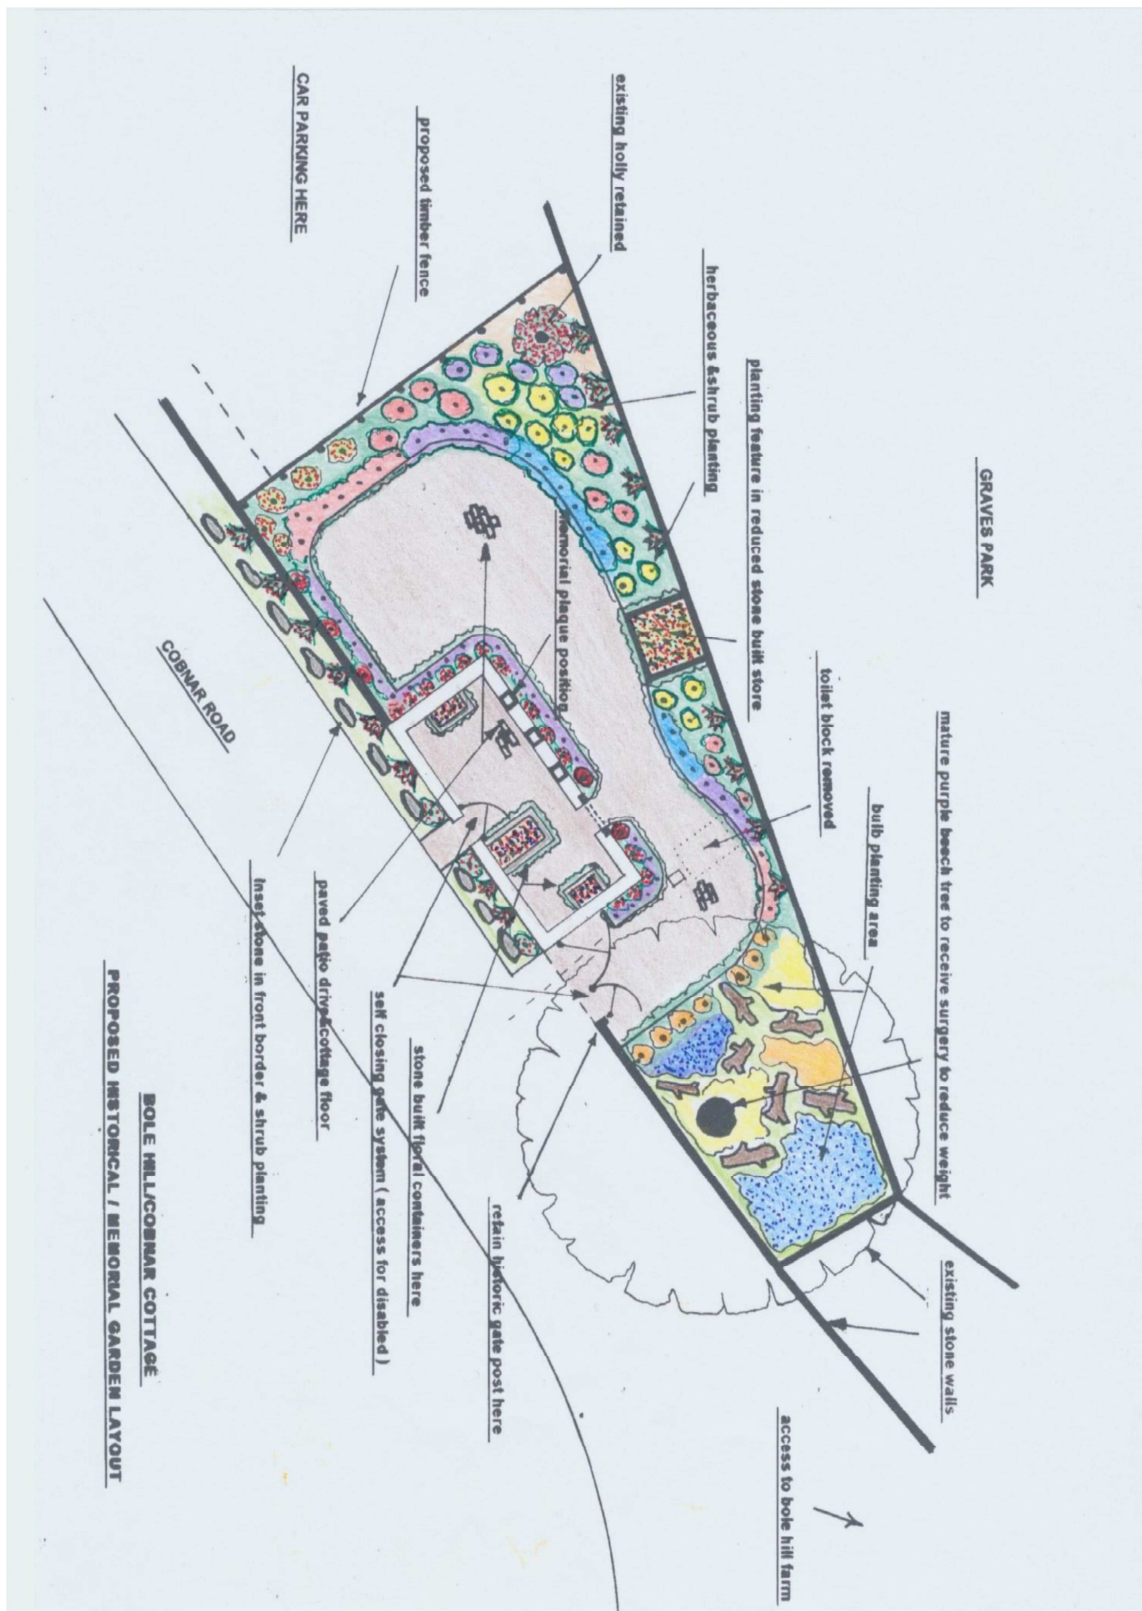 GRAVES PARK
mature purple beech tree to receive surgery to reduce weight
existing stone walls
bulb planting area
toilet block removed
access to bole hill farm
planting feature in reduced stone built store
herbaceous &shrub planting
existing holly retained
memorial plaque position
retain historic gate post here
proposed timber fence
stone built floral containers here
self closing gate system ( access for disabled )
paved patio drive&cottage floor
CAR PARKING HERE
Inset stone in front border & shrub planting
COBNAR ROAD
BOLE HILL/COBNAR COTTAGE
PROPOSED HISTORICAL / MEMORIAL GARDEN LAYOUT